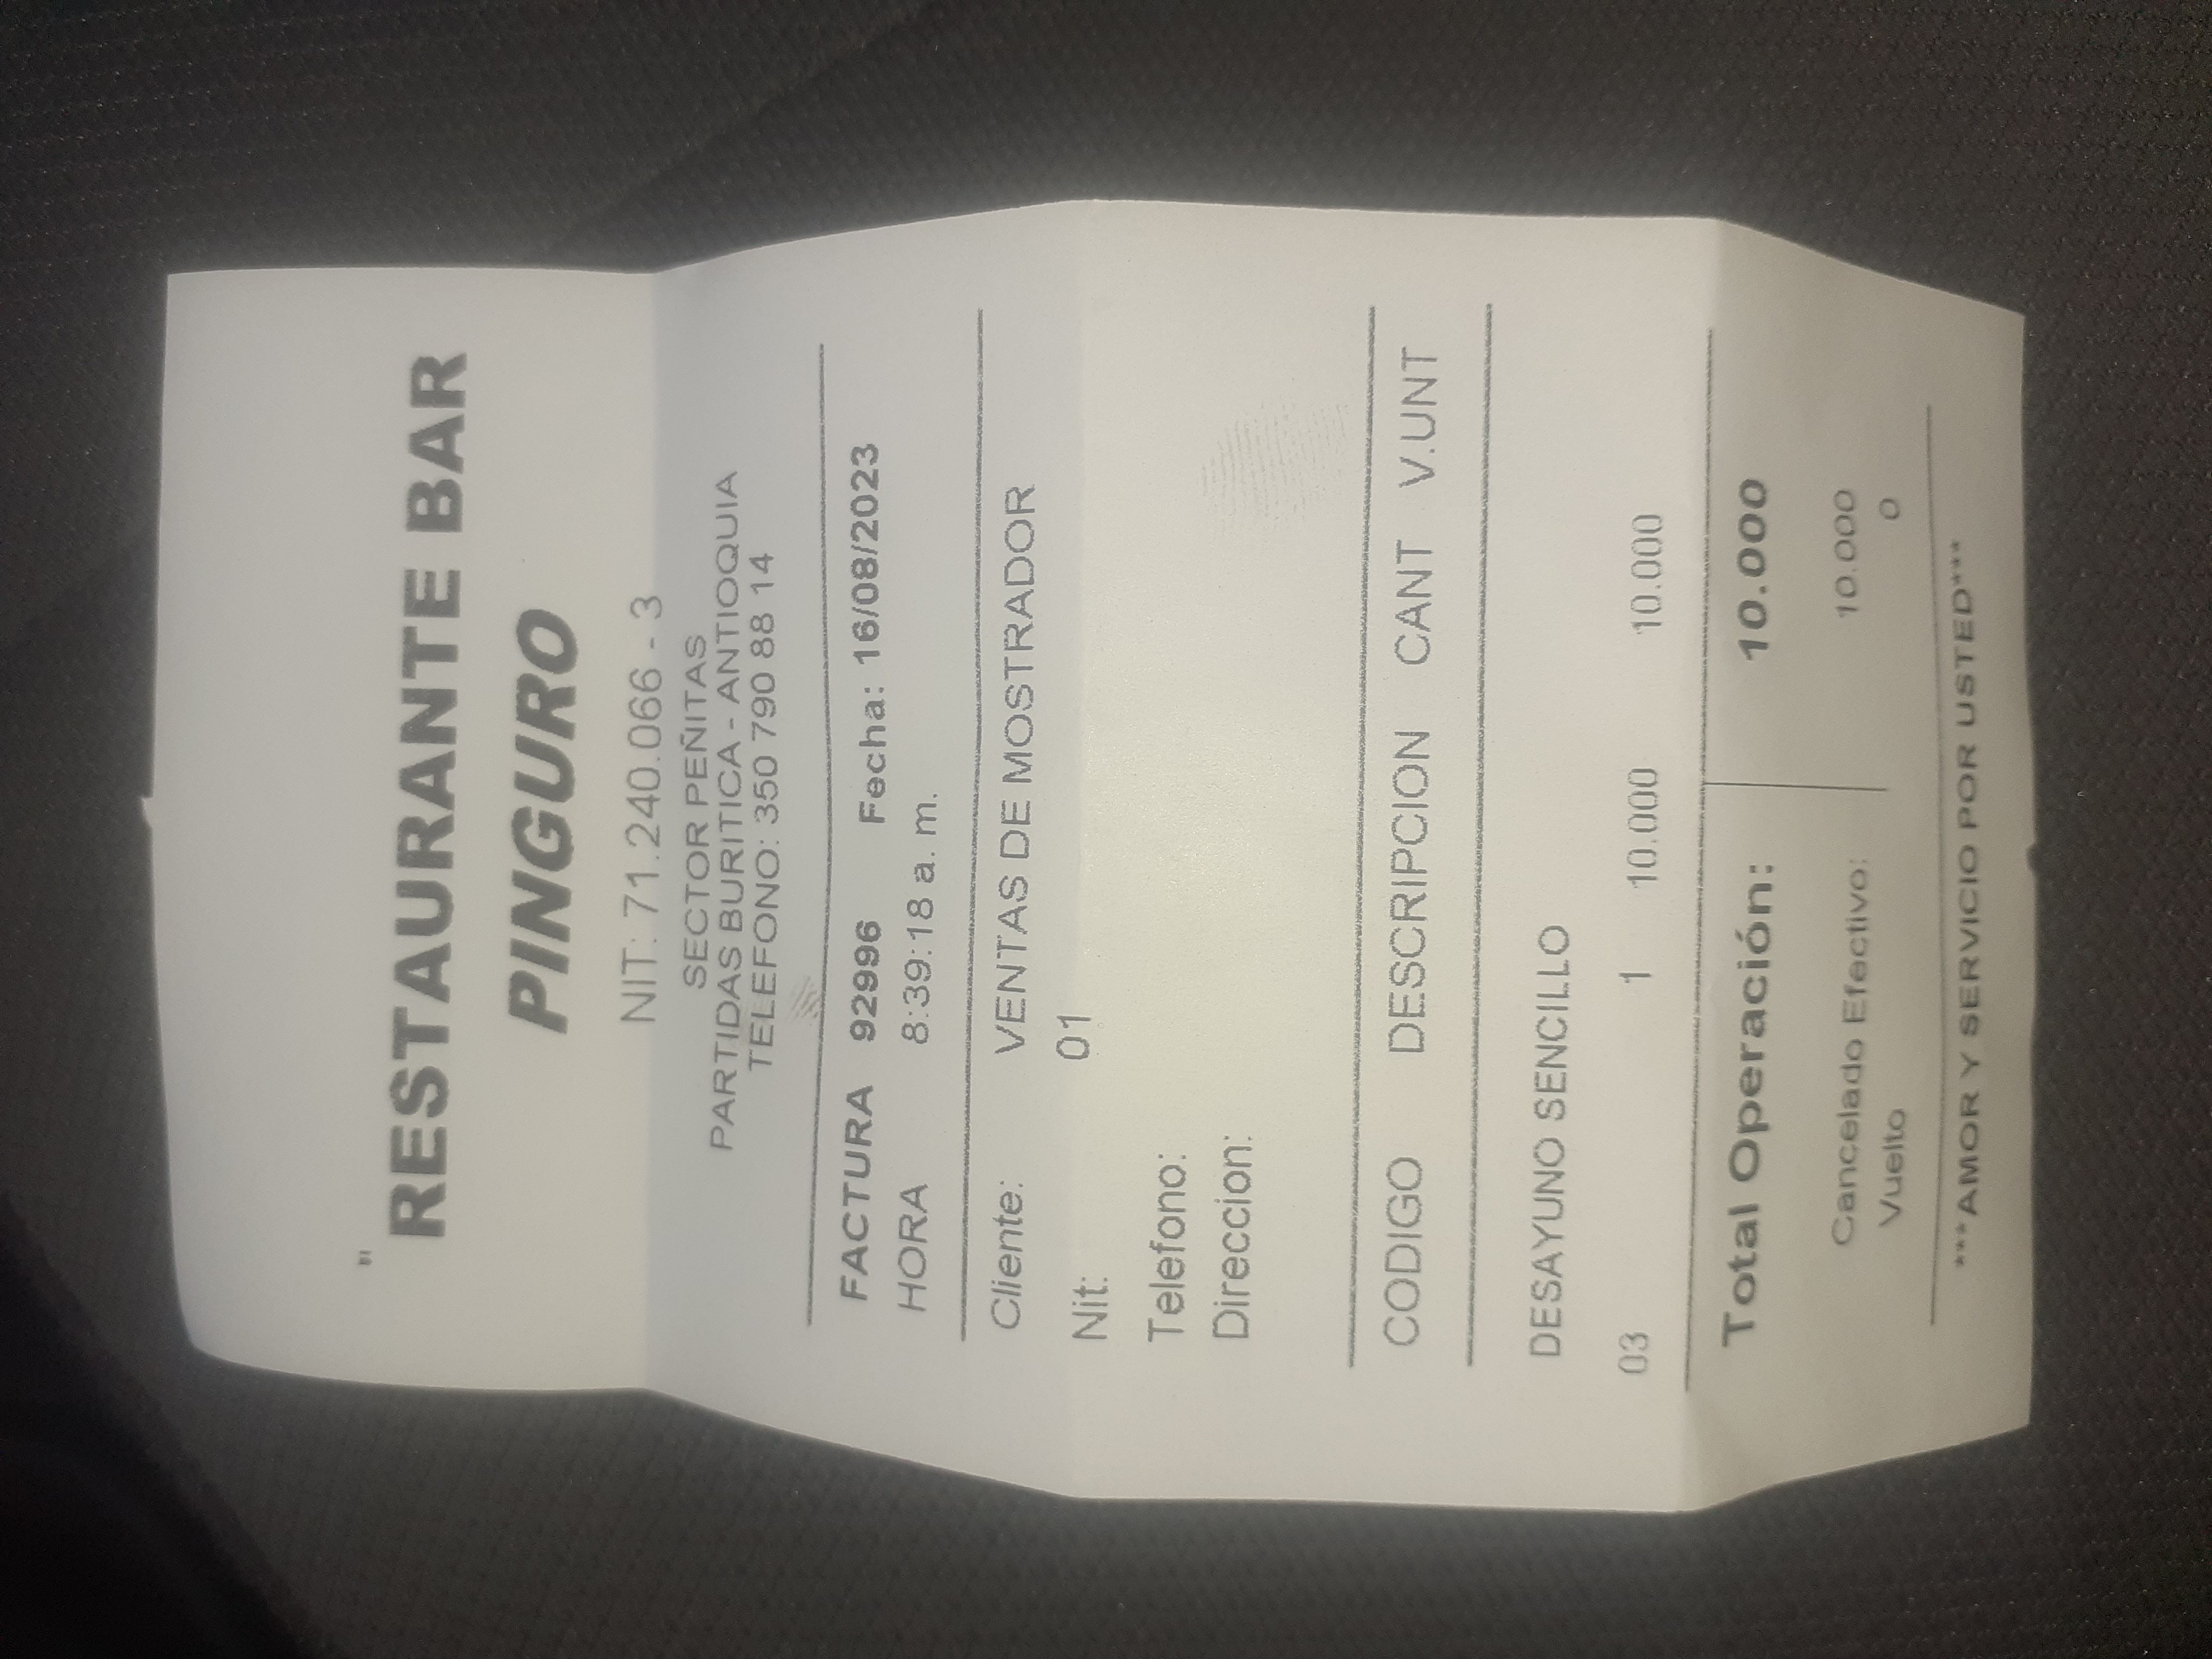 "
RESTAURANTE BAR
PINGURO
NIT: 71.240.066 - 3
SECTOR PEÑITAS
PARTIDAS BURITICA - ANTIOQUIA
TELEFONO: 350 790 88 14
FACTURA 92996 Fecha: 16/08/2023
HORA 8:39:18 a. m.
Cliente: VENTAS DE MOSTRADOR
Nit: 01
Telefono:
Direccion:
CODIGO DESCRIPCION CANT V.UNT
DESAYUNO SENCILLO
03 1 10.000 10.000
Total Operación: 10.000
Cancelado Efectivo: 10.000
Vuelto 0
***AMOR Y SERVICIO POR USTED***